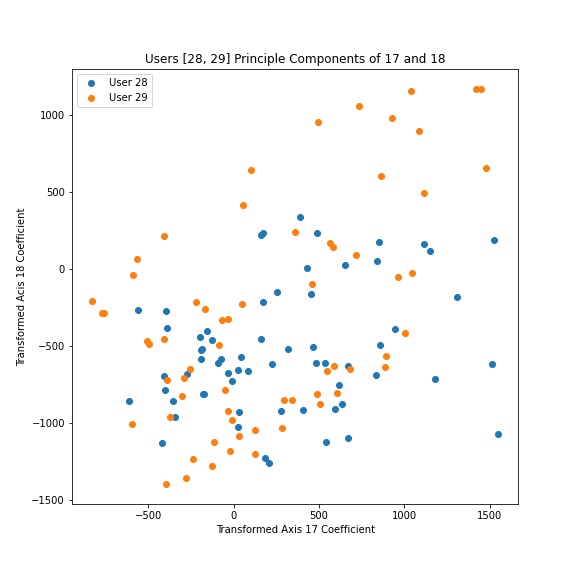 Users [28, 29] Principle Components of 17 and 18
User 28
User 29
Transformed Acis 18 Coefficient
1000
500
0
−500
−1000
−1500
−500
0
500
1000
1500
Transformed Axis 17 Coefficient